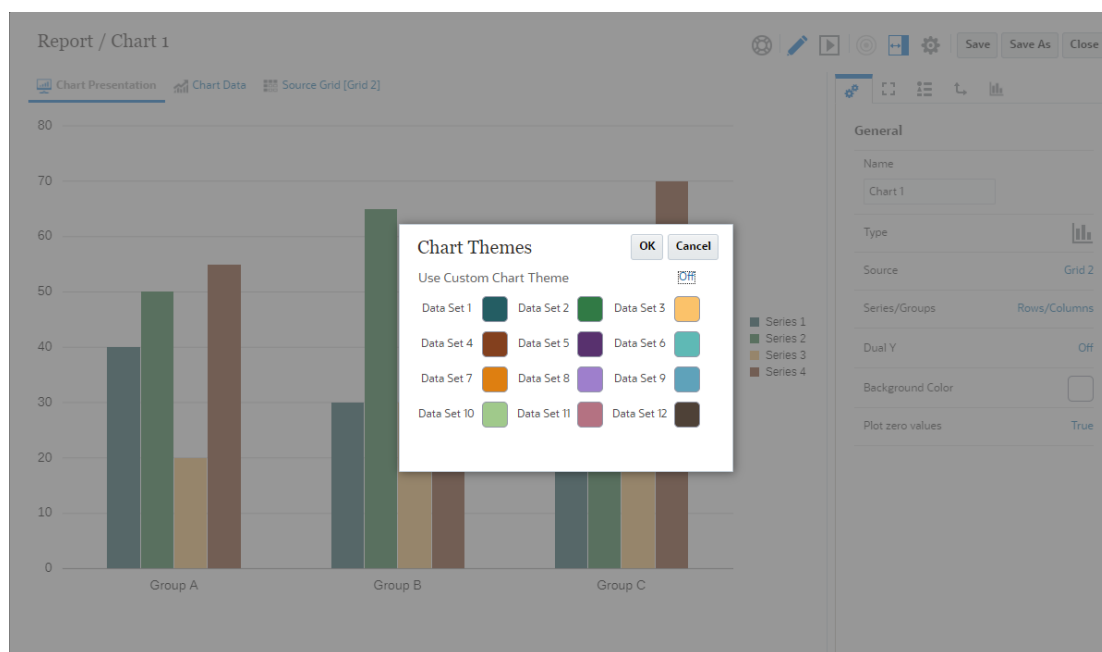 Report / Chart 1
Save Save As Close
Chart Presentation Chart Data Source Grid [Grid 2]
80
70
60
50
40
30
20
10
0
Group A Group B Group C
Series 1
Series 2
Series 3
Series 4
Chart Themes OK Cancel
Use Custom Chart Theme Off
Data Set 1 Data Set 2 Data Set 3
Data Set 4 Data Set 5 Data Set 6
Data Set 7 Data Set 8 Data Set 9
Data Set 10 Data Set 11 Data Set 12
General
Name
Chart 1
Type
Source Grid 2
Series/Groups Rows/Columns
Dual Y Off
Background Color
Plot zero values True